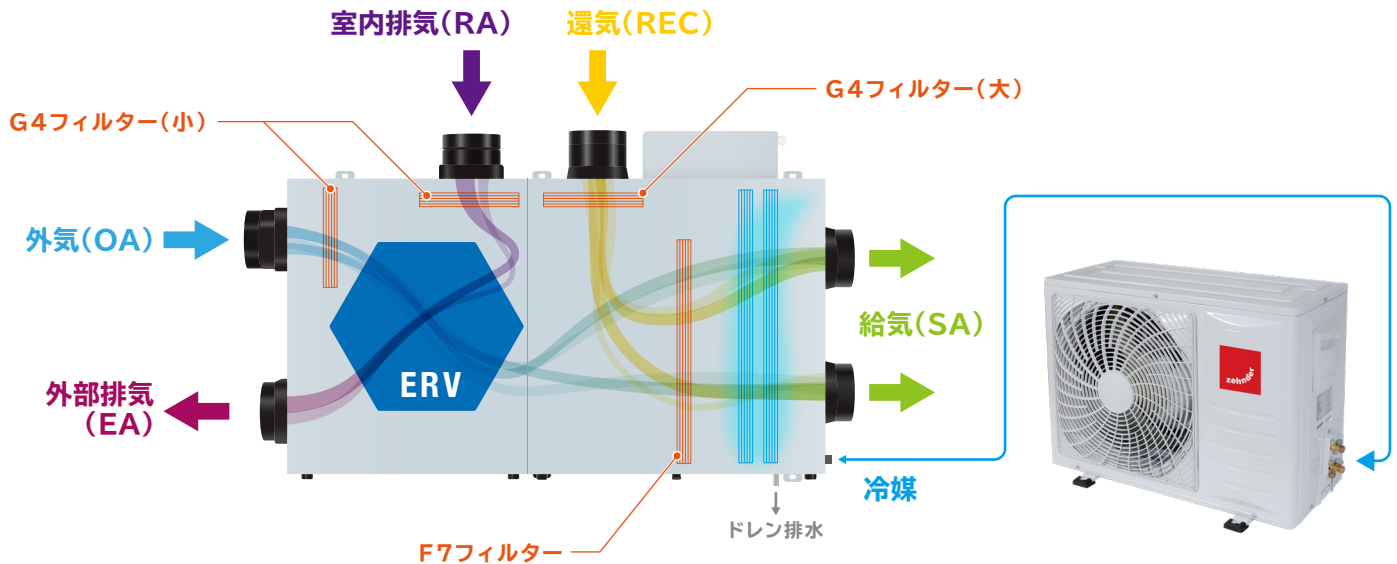 室内排気(RA)
還気(REC)
G4フィルター(大)
G4フィルター(小)
外気(OA)
給気(SA)
zehnder
外部排気
(EA)
ERV
冷媒
ドレン排水
F7フィルター